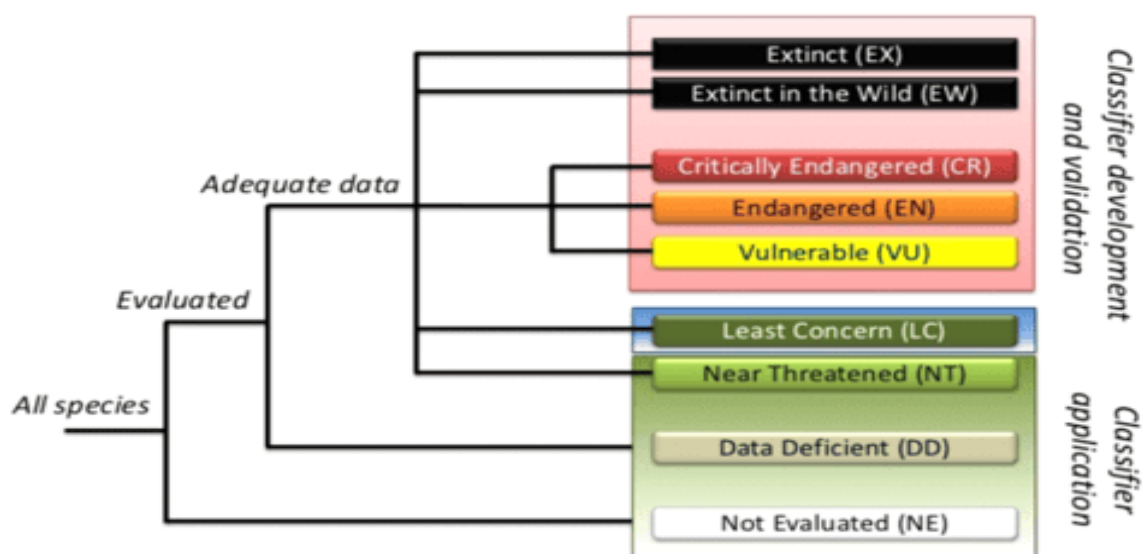 Extinct (EX)
Extinct in the Wild (EW)
Critically Endangered (CR)
Adequate data
Endangered (EN)
Vulnerable (VU)
Evaluated
Least Concern (LC)
Near Threatened (NT)
All species
Data Deficient (DD)
Not Evaluated (NE)
Classifier development
and validation
Classifier
application